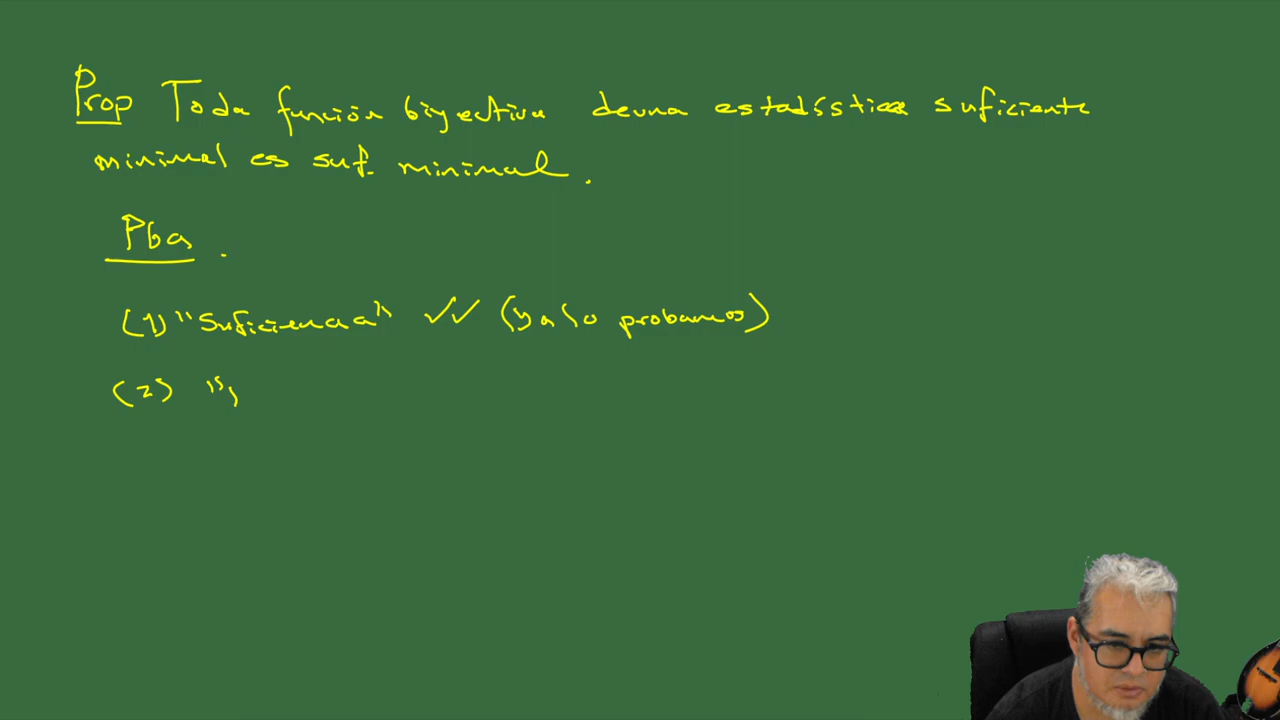 Prop Toda función biyectiva de una estadística suficiente
minimal es suf. minimal.
Pba.
(1) "Suficiencia" ✓✓ (ya lo probamos)
(2) "